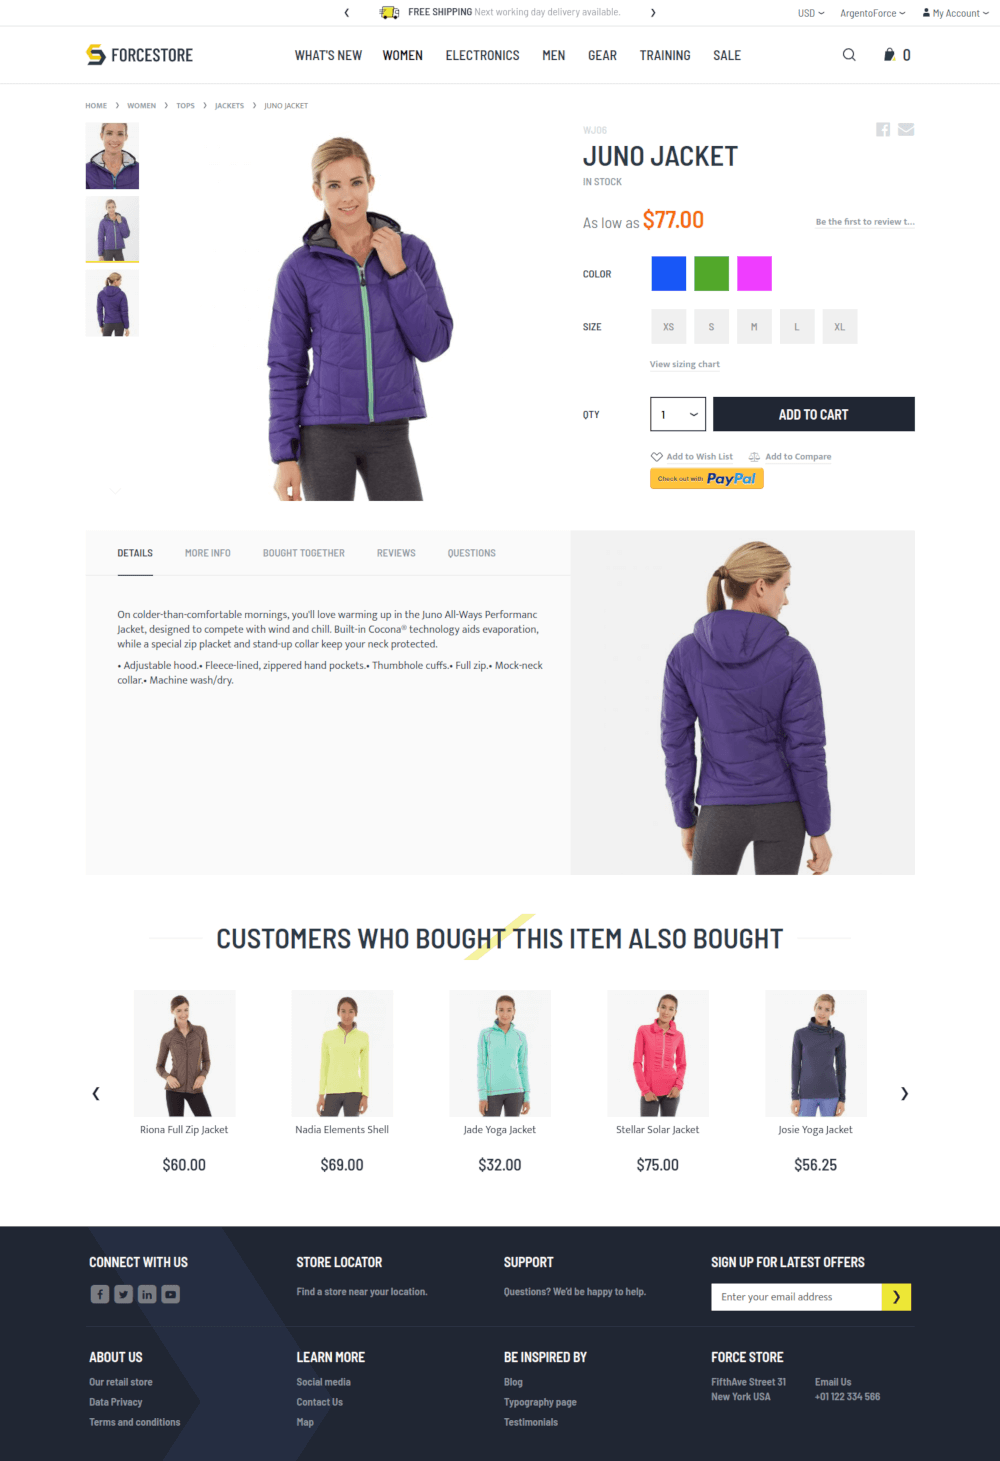 FREE SHIPPING Next working day delivery available.
USD
ArgentoForce
My Account
FORCESTORE
WHAT'S NEW
WOMEN
ELECTRONICS
MEN
GEAR
TRAINING
SALE
0
HOME > WOMEN > TOPS > JACKETS > JUNO JACKET
WJ06
JUNO JACKET
IN STOCK
As low as $77.00
Be the first to review t...
COLOR
SIZE
XS
S
M
L
XL
View sizing chart
QTY
1
ADD TO CART
Add to Wish List
Add to Compare
Check out with PayPal
DETAILS
MORE INFO
BOUGHT TOGETHER
REVIEWS
QUESTIONS
On colder-than-comfortable mornings, you'll love warming up in the Juno All-Ways Performanc
Jacket, designed to compete with wind and chill. Built-in Cocona® technology aids evaporation,
while a special zip placket and stand-up collar keep your neck protected.
• Adjustable hood.• Fleece-lined, zippered hand pockets.• Thumbhole cuffs.• Full zip.• Mock-neck
collar.• Machine wash/dry.
CUSTOMERS WHO BOUGHT THIS ITEM ALSO BOUGHT
Riona Full Zip Jacket
$60.00
Nadia Elements Shell
$69.00
Jade Yoga Jacket
$32.00
Stellar Solar Jacket
$75.00
Josie Yoga Jacket
$56.25
CONNECT WITH US
STORE LOCATOR
Find a store near your location.
SUPPORT
Questions? We'd be happy to help.
SIGN UP FOR LATEST OFFERS
Enter your email address
ABOUT US
Our retail store
Data Privacy
Terms and conditions
LEARN MORE
Social media
Contact Us
Map
BE INSPIRED BY
Blog
Typography page
Testimonials
FORCE STORE
FifthAve Street 31
New York USA
Email Us
+01 122 334 566